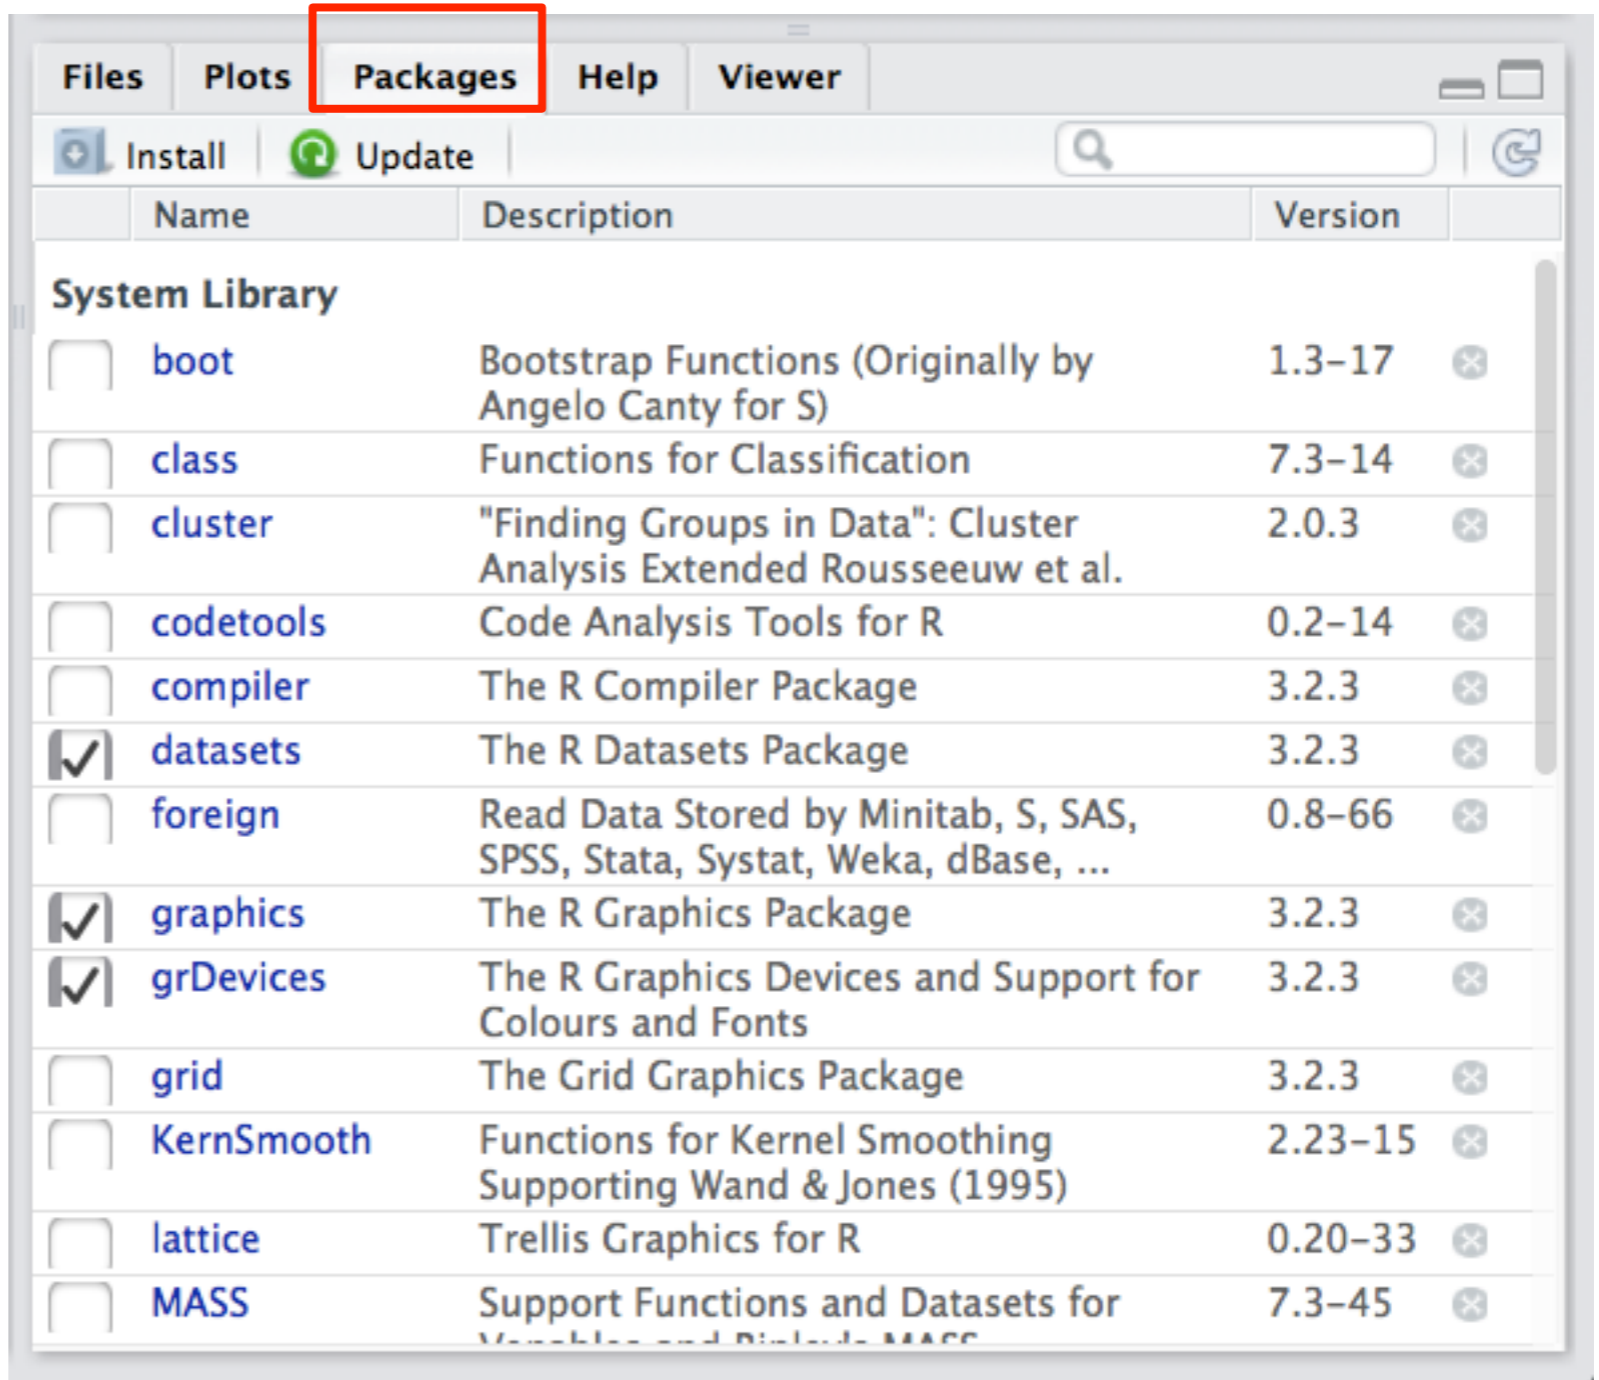 Files Plots Packages Help Viewer
Install Update
Name Description Version
System Library
boot Bootstrap Functions (Originally by 1.3-17
Angelo Canty for S)
class Functions for Classification 7.3-14
cluster "Finding Groups in Data": Cluster 2.0.3
Analysis Extended Rousseeuw et al.
codetools Code Analysis Tools for R 0.2-14
compiler The R Compiler Package 3.2.3
datasets The R Datasets Package 3.2.3
foreign Read Data Stored by Minitab, S, SAS, 0.8-66
SPSS, Stata, Systat, Weka, dBase, ...
graphics The R Graphics Package 3.2.3
grDevices The R Graphics Devices and Support for 3.2.3
Colours and Fonts
grid The Grid Graphics Package 3.2.3
KernSmooth Functions for Kernel Smoothing 2.23-15
Supporting Wand & Jones (1995)
lattice Trellis Graphics for R 0.20-33
MASS Support Functions and Datasets for 7.3-45